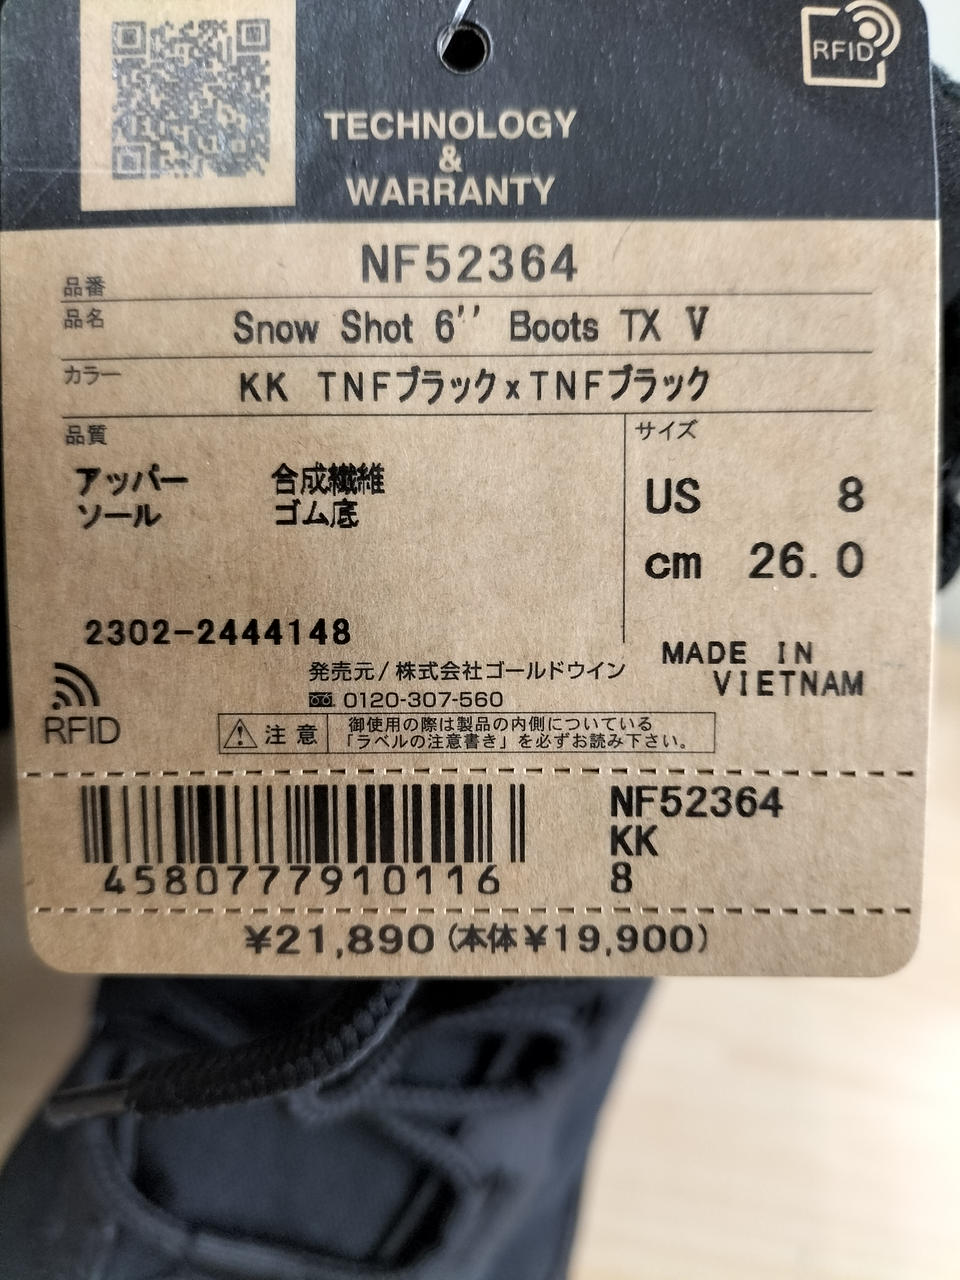 RFID
TECHNOLOGY
&
WARRANTY
品番 NF52364
品名 Snow Shot 6'' Boots TX V
カラー KK TNFブラック×TNFブラック
品質
アッパー 合成繊維
ソール ゴム底
サイズ
US 8
cm 26.0
2302-2444148
MADE IN
VIETNAM
発売元/株式会社ゴールドウイン
0120-307-560
RFID
注意 御使用の際は製品の内側についている
「ラベルの注意書き」を必ずお読み下さい。
4580777910116
NF52364
KK
8
¥21,890(本体¥19,900)